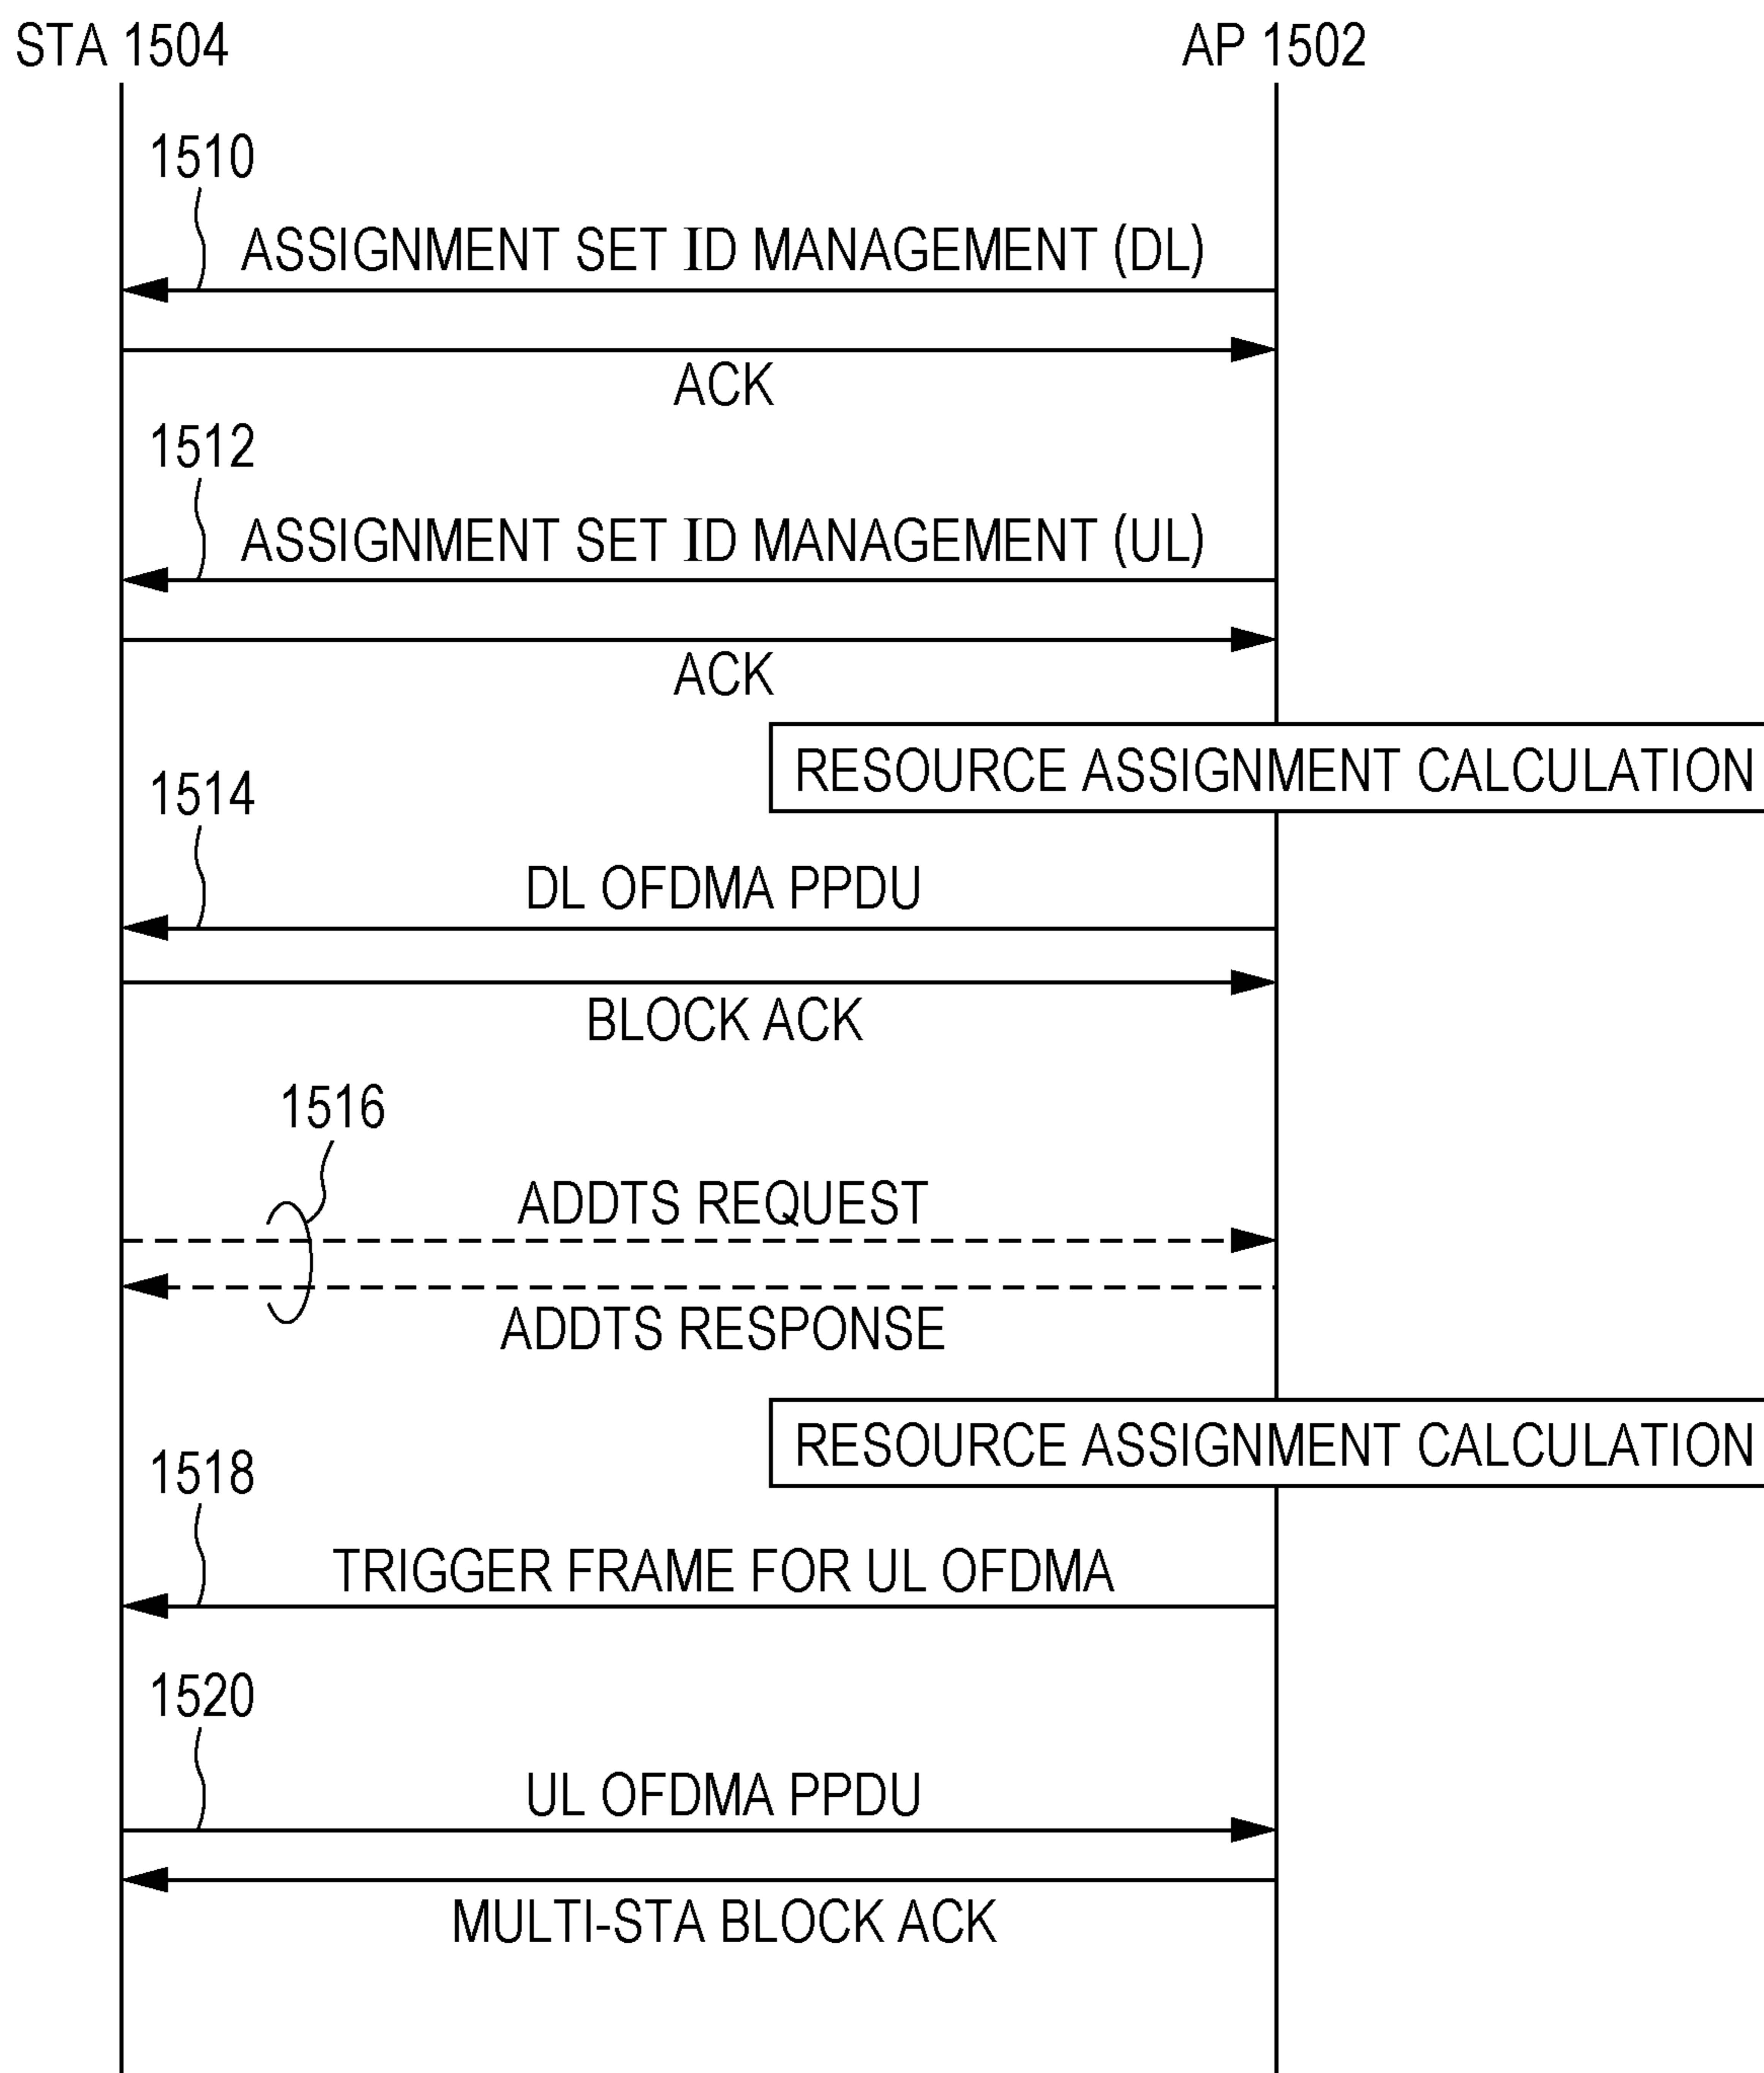 STA 1504
AP 1502
1510
ASSIGNMENT SET ID MANAGEMENT (DL)
ACK
1512
ASSIGNMENT SET ID MANAGEMENT (UL)
ACK
RESOURCE ASSIGNMENT CALCULATION
1514
DL OFDMA PPDU
BLOCK ACK
1516
ADDTS REQUEST
ADDTS RESPONSE
RESOURCE ASSIGNMENT CALCULATION
1518
TRIGGER FRAME FOR UL OFDMA
1520
UL OFDMA PPDU
MULTI-STA BLOCK ACK